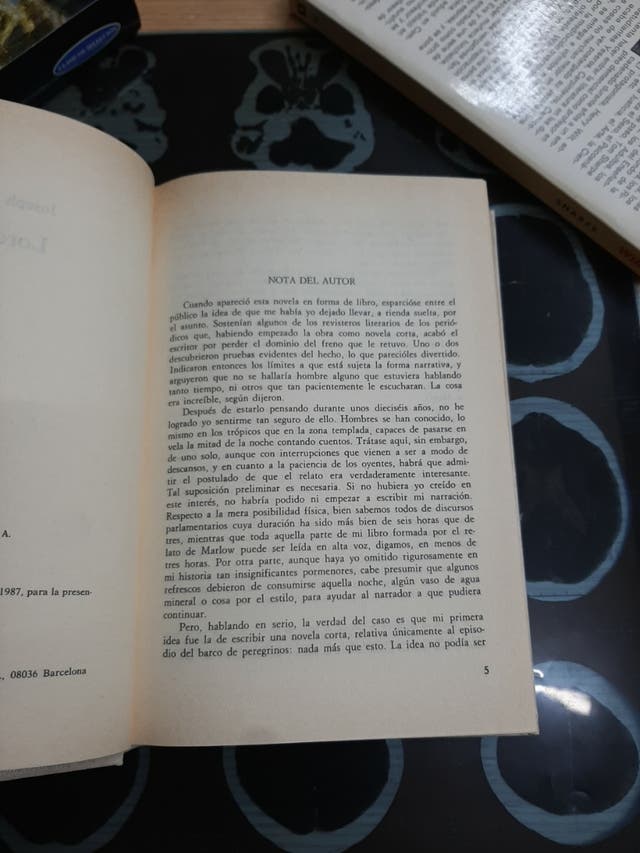 A.
1987, para la presen-
08036 Barcelona
NOTA DEL AUTOR
Cuando apareció esta novela en forma de libro, esparcióse entre el
público la idea de que me había yo dejado llevar, a rienda suelta, por
el asunto. Sostenían algunos de los revisteros literarios de los perió-
dicos que, habiendo empezado la obra como novela corta, acabó el
escritor por perder el dominio del freno que le retuvo. Uno o dos
descubrieron pruebas evidentes del hecho, lo que parecióles divertido.
Indicaron entonces los límites a que está sujeta la forma narrativa, y
arguyeron que no se hallaría hombre alguno que estuviera hablando
tanto tiempo, ni otros que tan pacientemente le escucharan. La cosa
era increíble, según dijeron.
Después de estarlo pensando durante unos dieciséis años, no he
logrado yo sentirme tan seguro de ello. Hombres se han conocido, lo
mismo en los trópicos que en la zona templada, capaces de pasarse en
vela la mitad de la noche contando cuentos. Trátase aquí, sin embargo,
de uno solo, aunque con interrupciones que vienen a ser a modo de
descansos, y en cuanto a la paciencia de los oyentes, habrá que admi-
tir el postulado de que el relato era verdaderamente interesante.
Tal suposición preliminar es necesaria. Si no hubiera yo creído en
este interés, no habría podido ni empezar a escribir mi narración.
Respecto a la mera posibilidad física, bien sabemos todos de discursos
parlamentarios cuya duración ha sido más bien de seis horas que de
tres, mientras que toda aquella parte de mi libro formada por el re-
lato de Marlow puede ser leída en alta voz, digamos, en menos de
tres horas. Por otra parte, aunque haya yo omitido rigurosamente en
mi historia tan insignificantes pormenores, cabe presumir que algunos
refrescos debieron de consumirse aquella noche, algún vaso de agua
mineral o cosa por el estilo, para ayudar al narrador a que pudiera
continuar.
Pero, hablando en serio, la verdad del caso es que mi primera
idea fue la de escribir una novela corta, relativa únicamente al episo-
dio del barco de peregrinos: nada más que esto. La idea no podía ser
5